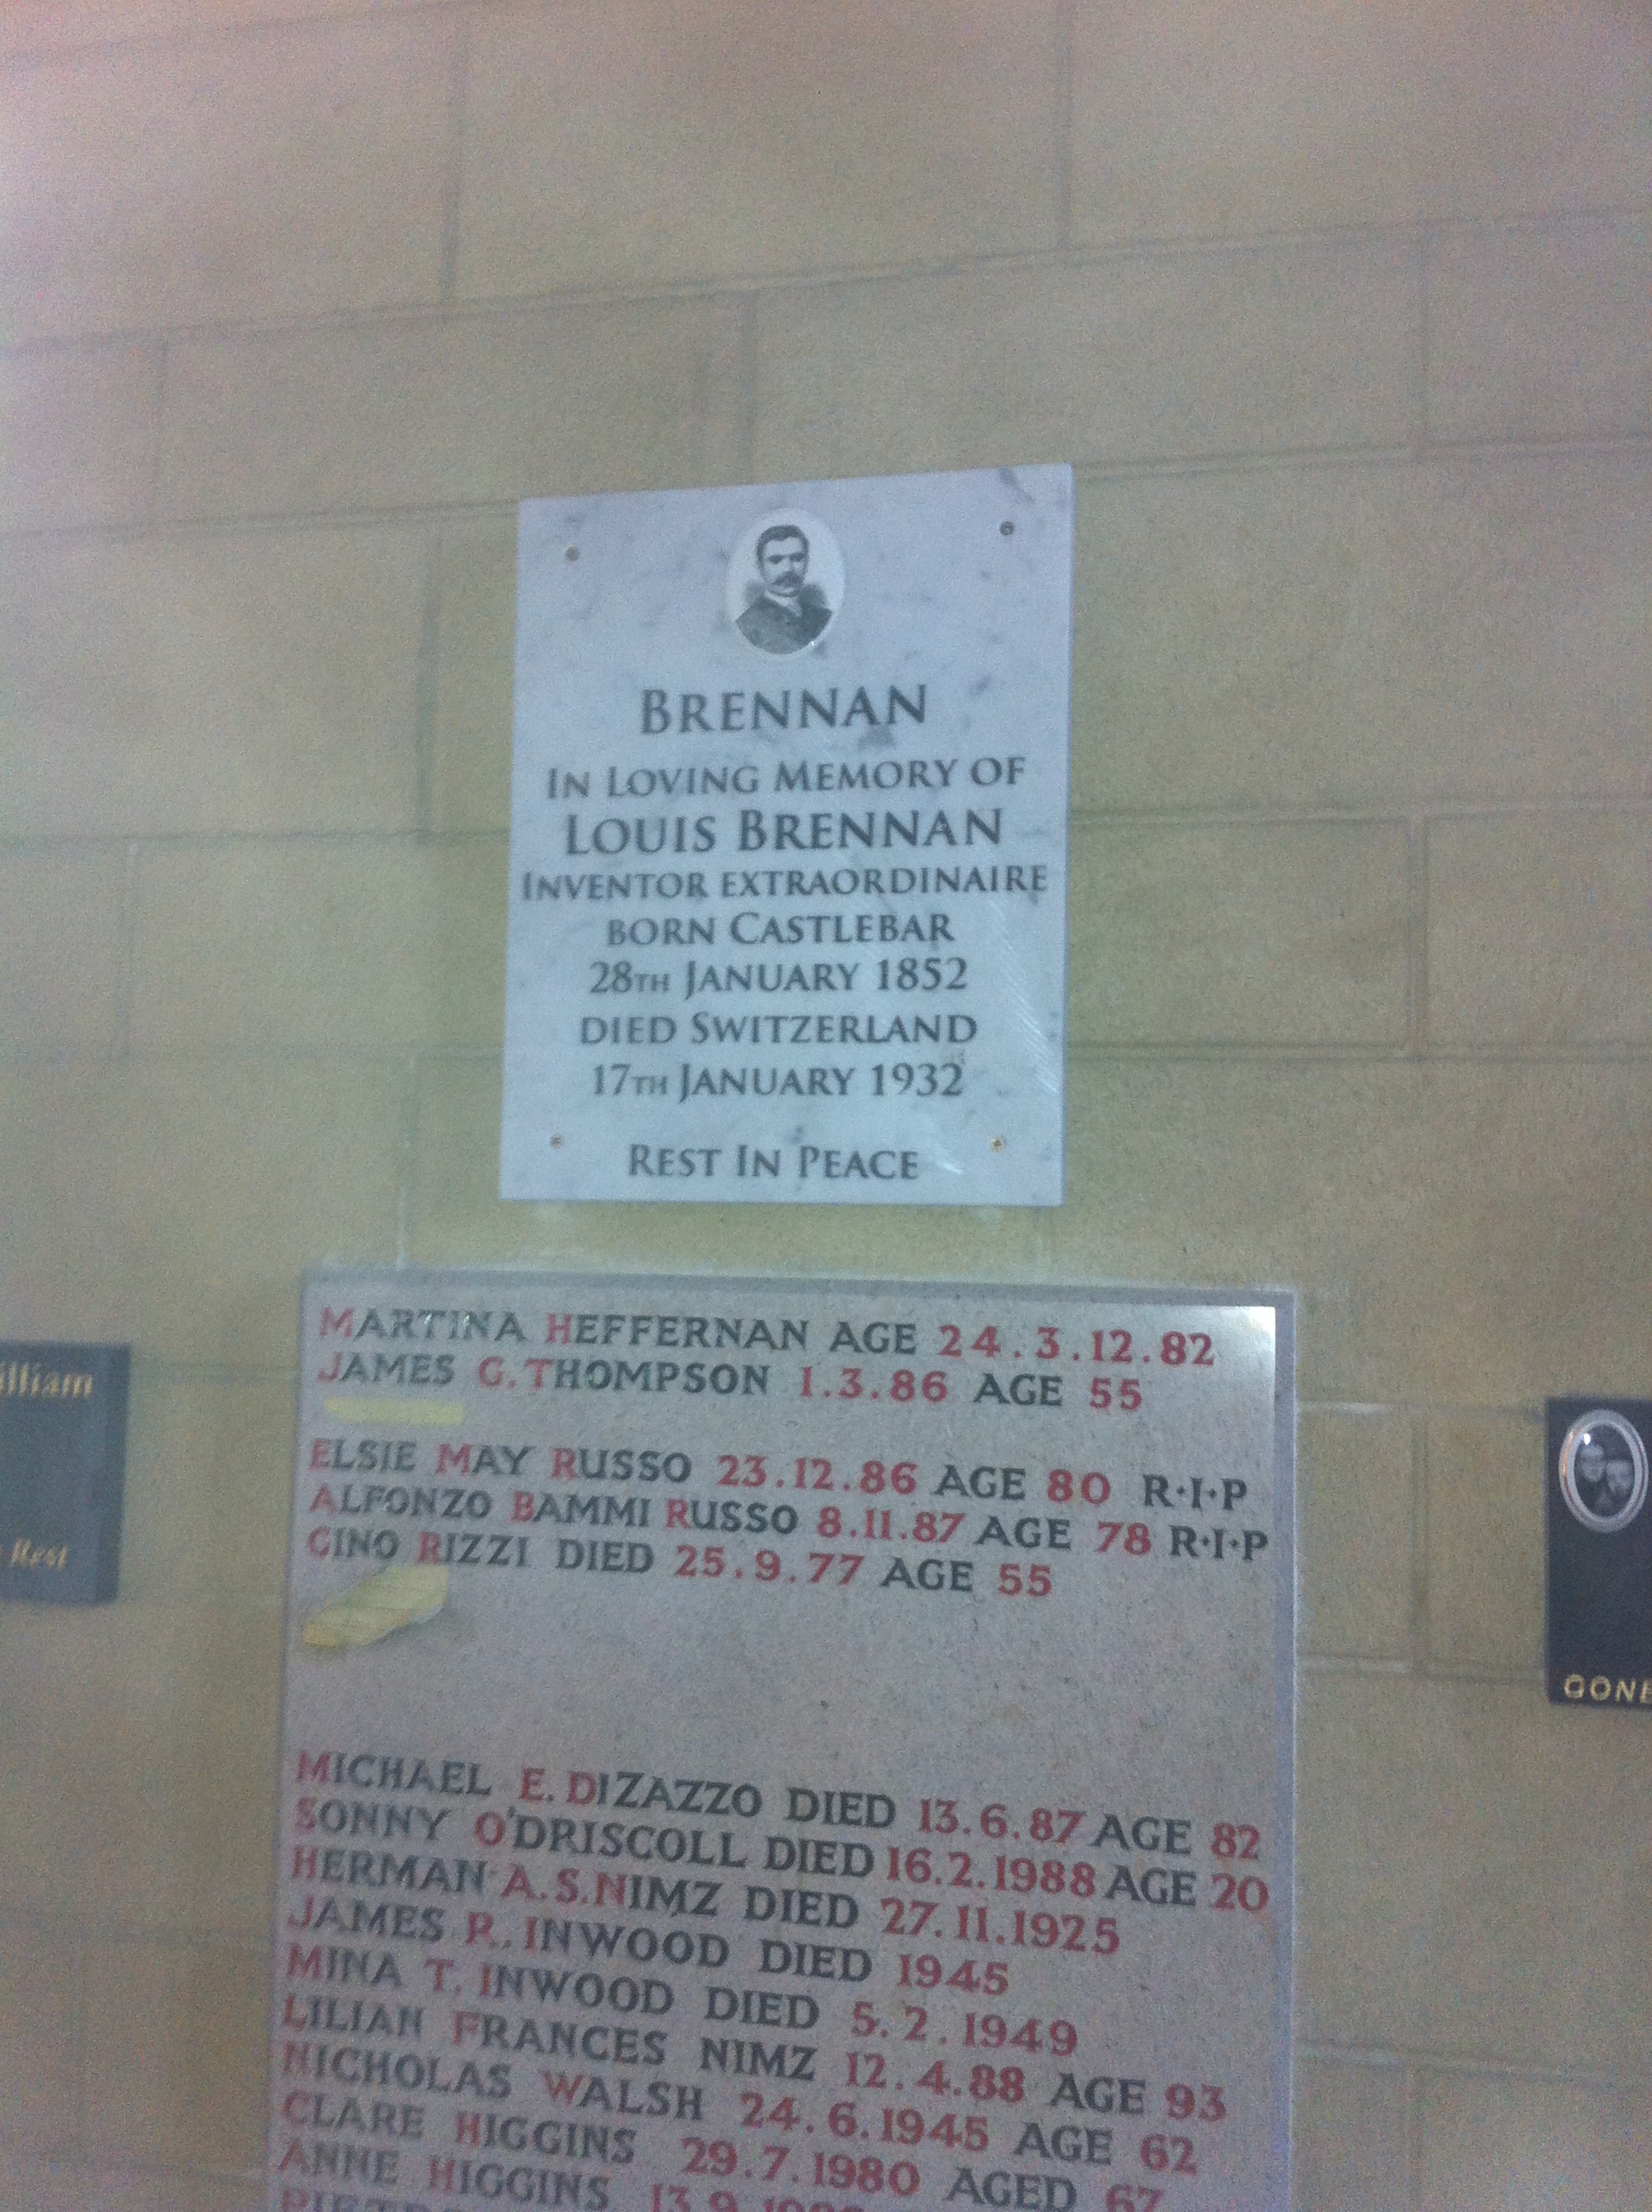 BRENNAN
IN LOVING MEMORY OF
LOUIS BRENNAN
INVENTOR EXTRAORDINAIRE
BORN CASTLEBAR
28TH JANUARY 1852
DIED SWITZERLAND
17TH JANUARY 1932
REST IN PEACE
MARTINA HEFFERNAN AGE 24.3.12.82
JAMES G. THOMPSON 1.3.86 AGE 55
ELSIE MAY RUSSO 23.12.86 AGE 80 R·I·P
ALFONZO BAMMI RUSSO 8.11.87 AGE 78 R·I·P
GINO RIZZI DIED 25.9.77 AGE 55
MICHAEL E. DIZAZZO DIED 13.6.87 AGE 82
SONNY O'DRISCOLL DIED 16.2.1988 AGE 20
HERMAN A.S. NIMZ DIED 27.11.1925
JAMES R. INWOOD DIED 1945
MINA T. INWOOD DIED 5.2.1949
LILIAN FRANCES NIMZ 12.4.88 AGE 93
NICHOLAS WALSH 24.6.1945 AGE 62
CLARE HIGGINS 29.7.1980 AGED 67
ANNE HIGGINS 13.9.
illiam
Rest
GONE